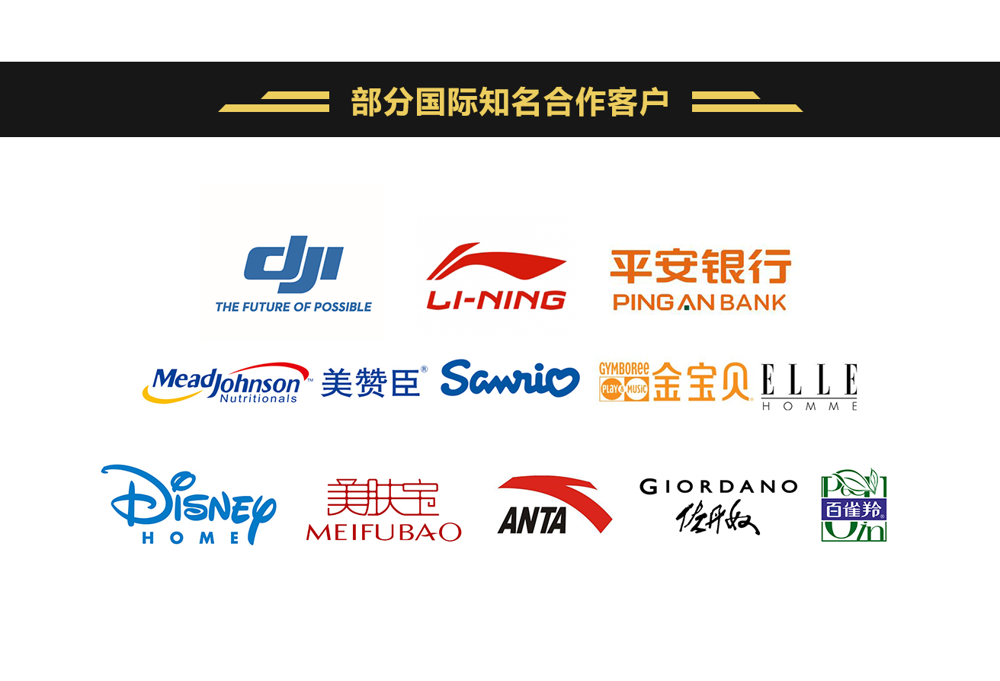 部分国际知名合作客户
dji
THE FUTURE OF POSSIBLE
LI-NING
平安银行
PING AN BANK
MeadJohnson™
Nutritionals
美赞臣®
Sanrio
GYMBOREE
PLAY & MUSIC
金宝贝®
ELLE
HOMME
DISNEY
HOME
美肤宝
MEIFUBAO
ANTA
GIORDANO
佐丹奴
百雀羚®